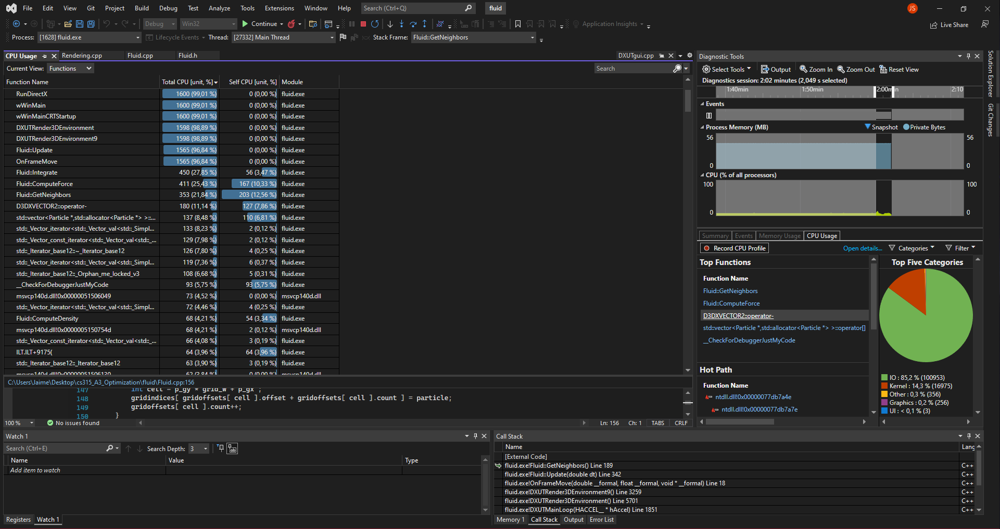 File Edit View Git Project Build Debug Test Analyze Tools Extensions Window Help Search (Ctrl+Q) fluid JS
Debug Win32 Continue Application Insights Live Share
Process: [1628] fluid.exe Lifecycle Events Thread: [27332] Main Thread Stack Frame: Fluid::GetNeighbors
CPU Usage Rendering.cpp Fluid.cpp Fluid.h DXUTgui.cpp
Current View: Functions Search
Function Name Total CPU [unit, %] Self CPU [unit, %] Module
RunDirectX 1600 (99,01 %) 0 (0,00 %) fluid.exe
wWinMain 1600 (99,01 %) 0 (0,00 %) fluid.exe
wWinMainCRTStartup 1600 (99,01 %) 0 (0,00 %) fluid.exe
DXUTRender3DEnvironment 1598 (98,89 %) 0 (0,00 %) fluid.exe
DXUTRender3DEnvironment9 1598 (98,89 %) 0 (0,00 %) fluid.exe
Fluid::Update 1565 (96,84 %) 0 (0,00 %) fluid.exe
OnFrameMove 1565 (96,84 %) 0 (0,00 %) fluid.exe
Fluid::Integrate 450 (27,85 %) 56 (3,47 %) fluid.exe
Fluid::ComputeForce 411 (25,43 %) 167 (10,33 %) fluid.exe
Fluid::GetNeighbors 353 (21,84 %) 203 (12,56 %) fluid.exe
D3DXVECTOR2::operator- 180 (11,14 %) 127 (7,86 %) fluid.exe
std::vector<Particle *,std::allocator<Particle *> >::... 137 (8,48 %) 110 (6,81 %) fluid.exe
std::_Vector_iterator<std::_Vector_val<std::_Simpl... 133 (8,23 %) 2 (0,12 %) fluid.exe
std::_Vector_const_iterator<std::_Vector_val<std::_... 129 (7,98 %) 2 (0,12 %) fluid.exe
std::_Iterator_base12::~_Iterator_base12 126 (7,80 %) 4 (0,25 %) fluid.exe
std::_Vector_iterator<std::_Vector_val<std::_Simpl... 119 (7,36 %) 6 (0,37 %) fluid.exe
std::_Iterator_base12::_Orphan_me_locked_v3 108 (6,68 %) 5 (0,31 %) fluid.exe
__CheckForDebuggerJustMyCode 93 (5,75 %) 93 (5,75 %) fluid.exe
msvcp140d.dll!0x00000051506049 73 (4,52 %) 0 (0,00 %) msvcp140d.dll
std::_Vector_iterator<std::_Vector_val<std::_Simpl... 72 (4,46 %) 4 (0,25 %) fluid.exe
Fluid::ComputeDensity 68 (4,21 %) 54 (3,34 %) fluid.exe
msvcp140d.dll!0x0000005150754d 68 (4,21 %) 2 (0,12 %) msvcp140d.dll
std::_Vector_const_iterator<std::_Vector_val<std::_... 66 (4,08 %) 3 (0,19 %) fluid.exe
ILT.ILT+9175( 64 (3,96 %) 64 (3,96 %) fluid.exe
std::_Iterator_base12::_Iterator_base12 63 (3,90 %) 3 (0,19 %) fluid.exe
msvcp140d.dll!0x00000051506130 62 (3,84 %) 0 (0,00 %) msvcp140d.dll
C:\Users\Jaime\Desktop\cs315_A3_Optimization\fluid\Fluid.cpp:156
147 int cell = p_gy * grid_w + p_gx ;
148 gridindices[ gridoffsets[ cell ].offset + gridoffsets[ cell ].count ] = particle;
149 gridoffsets[ cell ].count++;
150 }
100 % No issues found Ln: 156 Ch: 1 TABS CRLF
Diagnostic Tools
Select Tools Output Zoom In Zoom Out Reset View
Diagnostics session: 2:02 minutes (2,049 s selected)
1:40min 1:50min 2:00min 2:10
Events
Process Memory (MB) Snapshot Private Bytes
56 56
0 0
CPU (% of all processors)
100 100
0 0
Summary Events Memory Usage CPU Usage
Record CPU Profile Open details... Categories Filter
Top Functions
Function Name
Fluid::GetNeighbors
Fluid::ComputeForce
D3DXVECTOR2::operator-
std::vector<Particle *,std::allocator<Particle *> >::operator[]
__CheckForDebuggerJustMyCode
Hot Path
Function Name
ntdll.dll!0x00000077db7a4e
ntdll.dll!0x00000077db7a7e
Top Five Categories
IO : 85,2 % (100953)
Kernel : 14,3 % (16975)
Other : 0,3 % (356)
Graphics : 0,2 % (256)
UI : < 0,1 % (3)
Solution Explorer
Git Changes
Watch 1
Search (Ctrl+E) Search Depth: 3
Name Value Type
Add item to watch
Registers Watch 1
Call Stack
Name Lang
[External Code]
fluid.exe!Fluid::GetNeighbors() Line 189 C++
fluid.exe!Fluid::Update(double dt) Line 342 C++
fluid.exe!OnFrameMove(double __formal, float __formal, void * __formal) Line 18 C++
fluid.exe!DXUTRender3DEnvironment9() Line 3259 C++
fluid.exe!DXUTRender3DEnvironment() Line 5701 C++
fluid.exe!DXUTMainLoop(HACCEL__ * hAccel) Line 1851 C++
Memory 1 Call Stack Output Error List